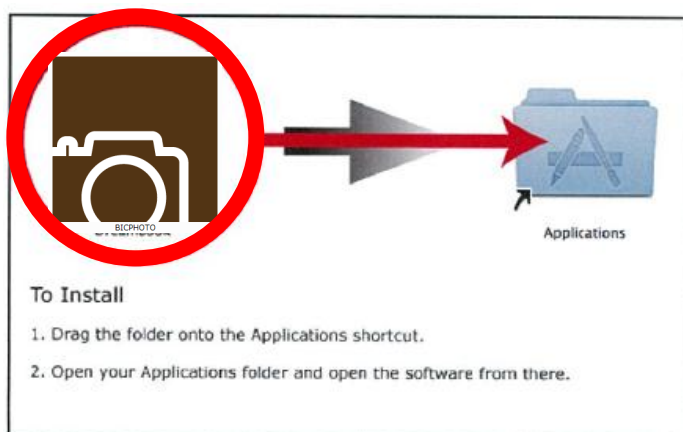 BICPHOTO
Applications
To Install
1. Drag the folder onto the Applications shortcut.
2. Open your Applications folder and open the software from there.